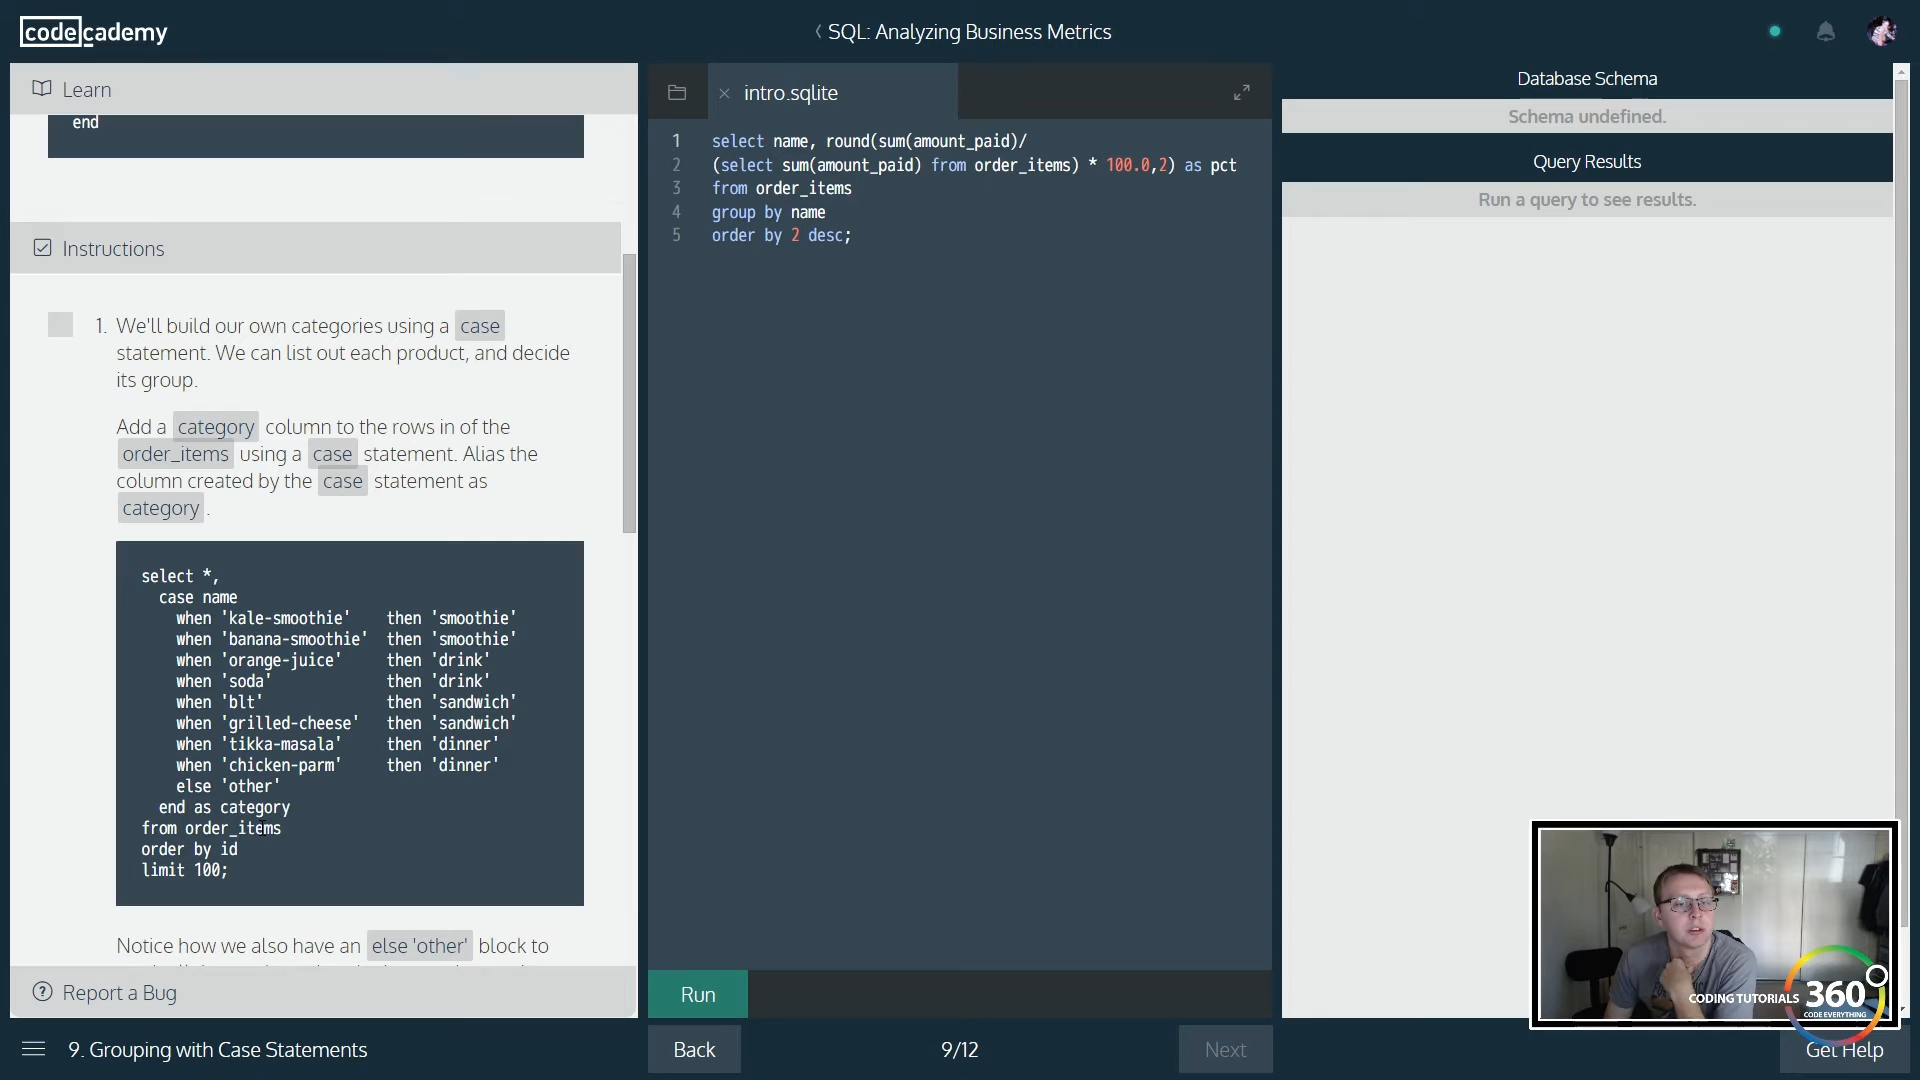 codecademy
SQL: Analyzing Business Metrics
Learn
end
Instructions
1. We'll build our own categories using a case
statement. We can list out each product, and decide
its group.
Add a category column to the rows in of the
order_items using a case statement. Alias the
column created by the case statement as
category .
select *,
case name
when 'kale-smoothie' then 'smoothie'
when 'banana-smoothie' then 'smoothie'
when 'orange-juice' then 'drink'
when 'soda' then 'drink'
when 'blt' then 'sandwich'
when 'grilled-cheese' then 'sandwich'
when 'tikka-masala' then 'dinner'
when 'chicken-parm' then 'dinner'
else 'other'
end as category
from order_items
order by id
limit 100;
Notice how we also have an else 'other' block to
Report a Bug
9. Grouping with Case Statements
intro.sqlite
1 select name, round(sum(amount_paid)/
2 (select sum(amount_paid) from order_items) * 100.0,2) as pct
3 from order_items
4 group by name
5 order by 2 desc;
Run
Back
9/12
Next
Database Schema
Schema undefined.
Query Results
Run a query to see results.
CODING TUTORIALS 360
CODE EVERYTHING
Get Help